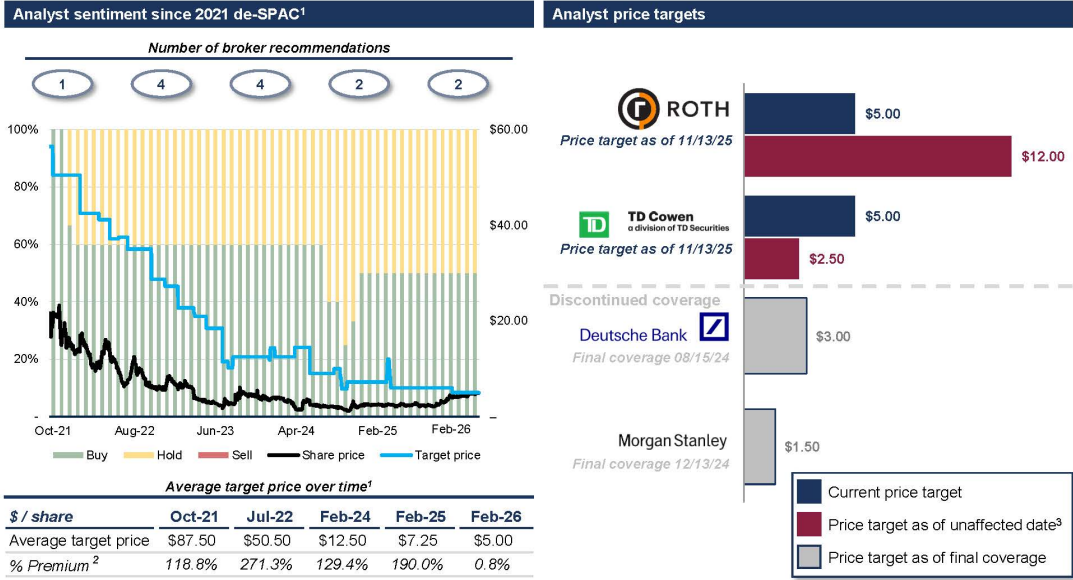 Analyst sentiment since 2021 de-SPAC1
Number of broker recommendations
1 4 4 2 2
100%
80%
60%
40%
20%
-
$60.00
$40.00
$20.00
–
Oct-21 Aug-22 Jun-23 Apr-24 Feb-25 Feb-26
Buy Hold Sell Share price Target price
Average target price over time1
$ / share Oct-21 Jul-22 Feb-24 Feb-25 Feb-26
Average target price $87.50 $50.50 $12.50 $7.25 $5.00
% Premium 2 118.8% 271.3% 129.4% 190.0% 0.8%
Analyst price targets
r ROTH
Price target as of 11/13/25
$5.00
$12.00
TD TD Cowen
a division of TD Securities
Price target as of 11/13/25
$5.00
$2.50
Discontinued coverage
Deutsche Bank
Final coverage 08/15/24
$3.00
Morgan Stanley
Final coverage 12/13/24
$1.50
Current price target
Price target as of unaffected date3
Price target as of final coverage